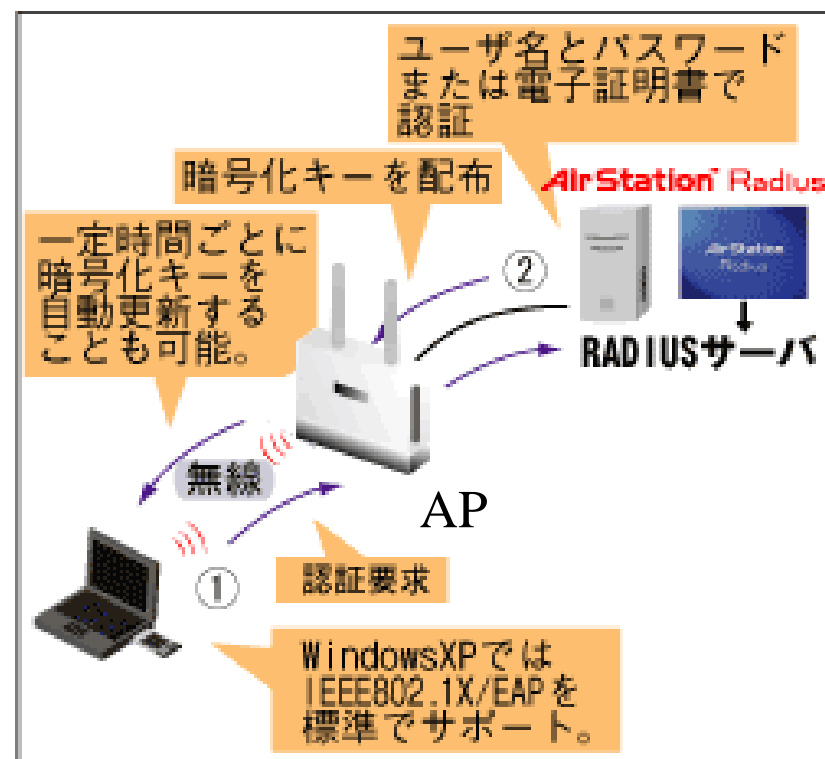 ユーザ名とパスワード
または電子証明書で
認証
暗号化キーを配布
AirStation Radius
一定時間ごとに
暗号化キーを
自動更新する
ことも可能。
②
AirStation
Radius
RADIUSサーバ
無線
AP
①
認証要求
WindowsXPでは
IEEE802.1X/EAPを
標準でサポート。